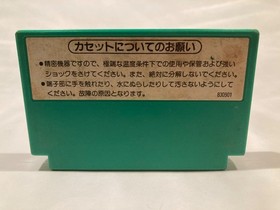 カセットについてのお願い
●精密機器ですので、極端な温度条件下での使用や保管および強い
ショックをさけてください。また、絶対に分解しないでください。
●端子部に手を触れたり、水にぬらしたりして汚さないようにして
ください。故障の原因となります。